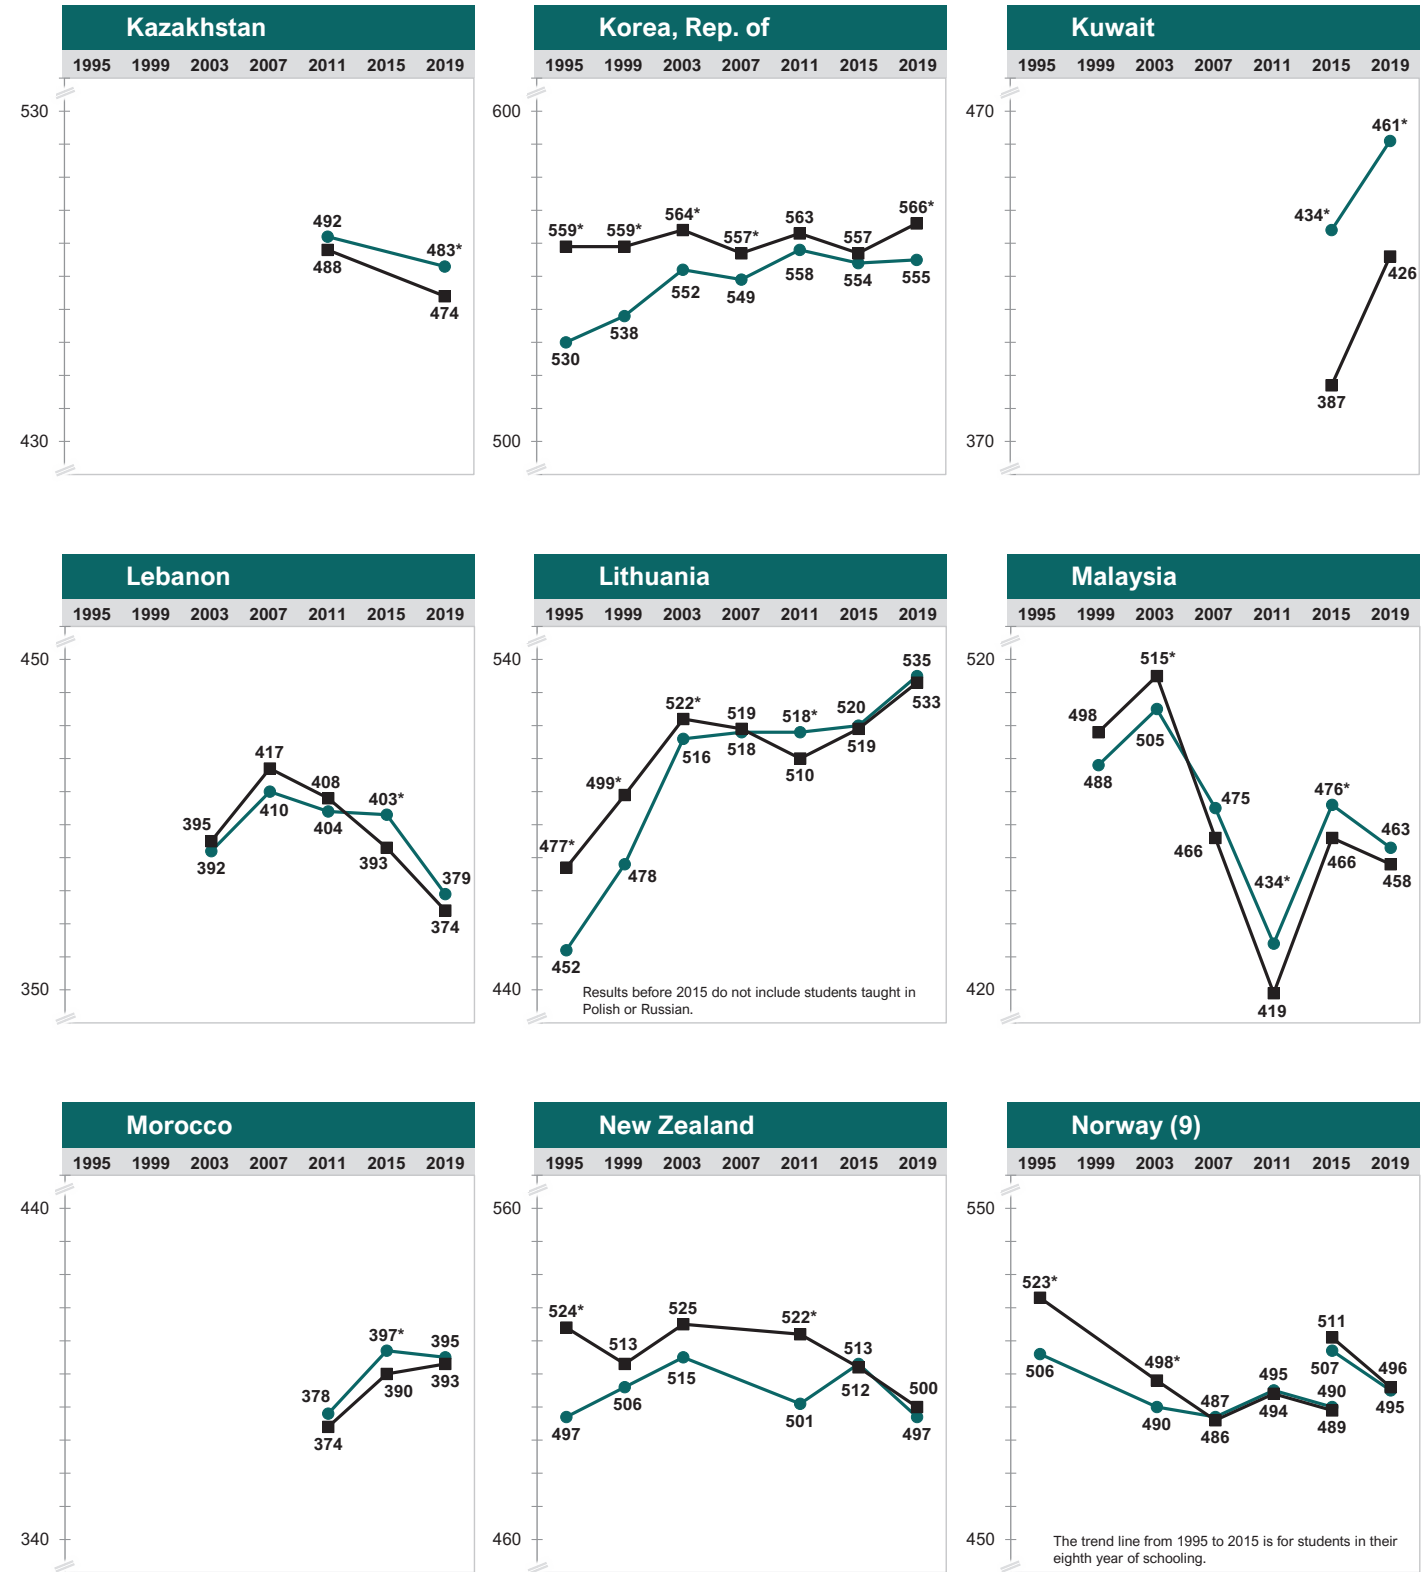 Kazakhstan
1995 1999 2003 2007 2011 2015 2019
530
430
492
483*
488
474
Korea, Rep. of
1995 1999 2003 2007 2011 2015 2019
600
500
559* 559* 564* 557* 563 557 566*
530 538 552 549 558 554 555
Kuwait
1995 1999 2003 2007 2011 2015 2019
470
370
434* 461*
387 426
Lebanon
1995 1999 2003 2007 2011 2015 2019
450
350
395 417 408 403* 379
392 410 404 393 374
Lithuania
1995 1999 2003 2007 2011 2015 2019
540
440
477* 499* 522* 519 518* 520 535
452 478 516 518 510 519 533
Results before 2015 do not include students taught in
Polish or Russian.
Malaysia
1995 1999 2003 2007 2011 2015 2019
520
420
498 515* 475 434* 476* 463
488 505 466 419 466 458
Morocco
1995 1999 2003 2007 2011 2015 2019
440
340
378 397* 395
374 390 393
New Zealand
1995 1999 2003 2007 2011 2015 2019
560
460
524* 513 525 522* 513 500
497 506 515 501 512 497
Norway (9)
1995 1999 2003 2007 2011 2015 2019
550
450
523* 498* 487 495 490 511 496
506 490 486 494 489 507 495
The trend line from 1995 to 2015 is for students in their
eighth year of schooling.